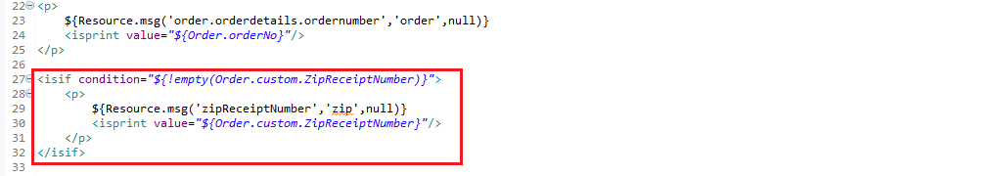 22 <p>
23 ${Resource.msg('order.orderdetails.ordernumber','order',null)}
24 <isprint value="${Order.orderNo}"/>
25 </p>
26
27 <isif condition="${!empty(Order.custom.ZipReceiptNumber)}">
28 <p>
29 ${Resource.msg('zipReceiptNumber','zip',null)}
30 <isprint value="${Order.custom.ZipReceiptNumber}"/>
31 </p>
32 </isif>
33